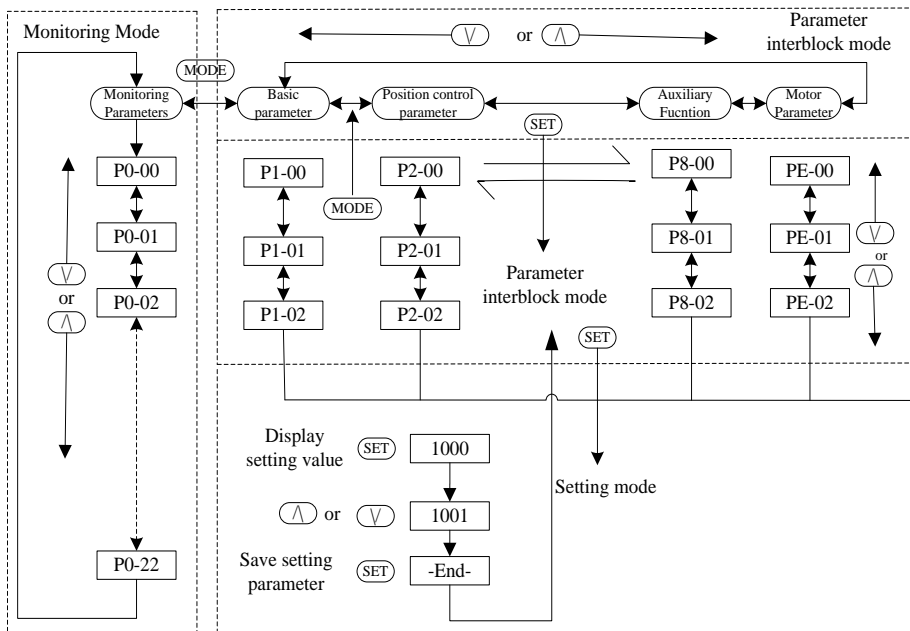 Monitoring Mode
MODE
Monitoring
Parameters
P0-00
P0-01
P0-02
or
P0-22
or
Parameter
interblock mode
Basic
parameter
Position control
parameter
Auxiliary
Fucntion
Motor
Parameter
SET
MODE
P1-00
P1-01
P1-02
P2-00
P2-01
P2-02
Parameter
interblock mode
P8-00
P8-01
P8-02
PE-00
PE-01
PE-02
or
SET
Setting mode
Display
setting value
SET
1000
or
1001
Save setting
parameter
SET
-End-